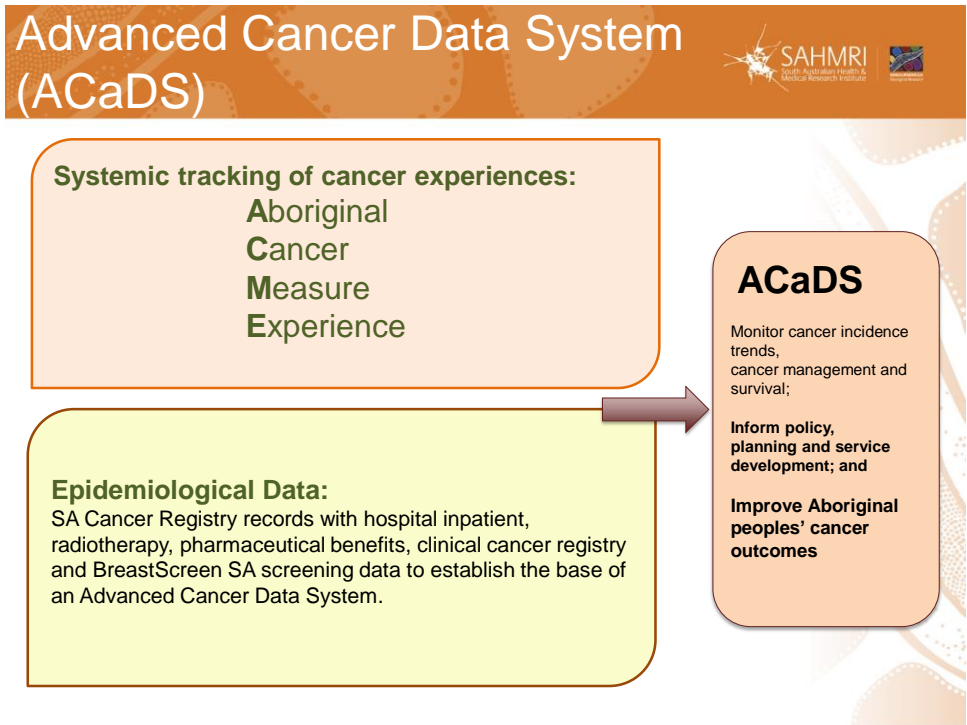 Advanced Cancer Data System
(ACaDS)
SAHMRI
South Australian Health &
Medical Research Institute
Systemic tracking of cancer experiences:
Aboriginal
Cancer
Measure
Experience
Epidemiological Data:
SA Cancer Registry records with hospital inpatient,
radiotherapy, pharmaceutical benefits, clinical cancer registry
and BreastScreen SA screening data to establish the base of
an Advanced Cancer Data System.
ACaDS
Monitor cancer incidence
trends,
cancer management and
survival;
Inform policy,
planning and service
development; and
Improve Aboriginal
peoples’ cancer
outcomes